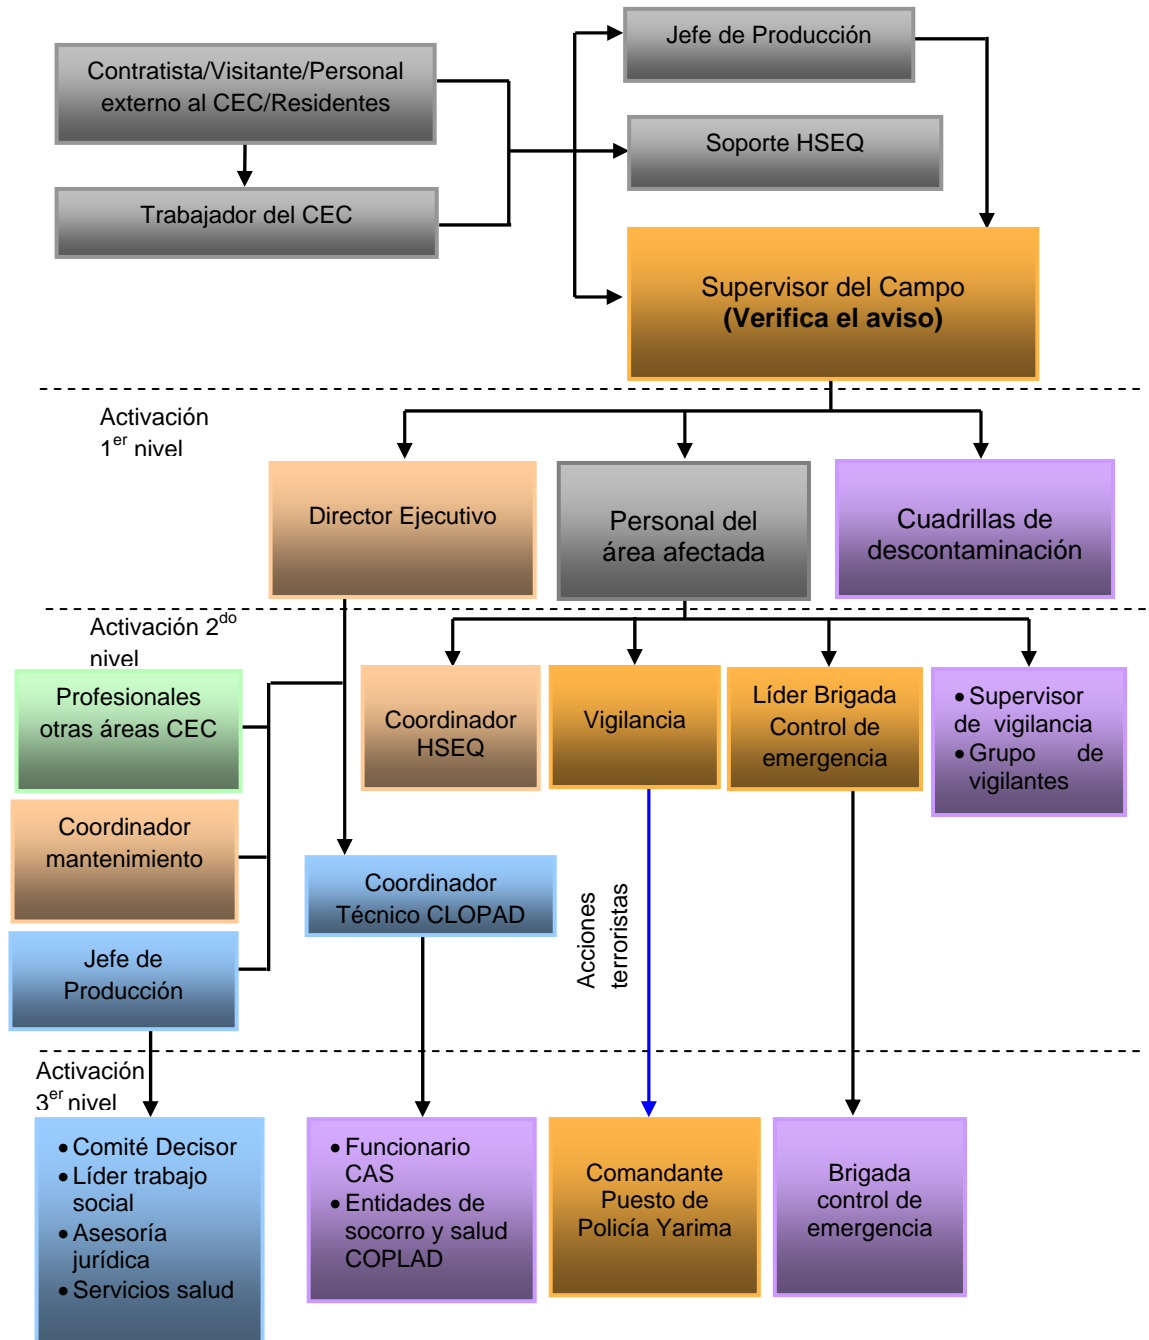 Jefe de Producción
Contratista/Visitante/Personal
externo al CEC/Residentes
Soporte HSEQ
Trabajador del CEC
Supervisor del Campo
(Verifica el aviso)
Activación
1er nivel
Director Ejecutivo
Personal del
área afectada
Cuadrillas de
descontaminación
Activación 2do
nivel
Profesionales
otras áreas CEC
Coordinador
HSEQ
Vigilancia
Líder Brigada
Control de
emergencia
• Supervisor
de vigilancia
• Grupo de
vigilantes
Coordinador
mantenimiento
Coordinador
Técnico CLOPAD
Acciones
terroristas
Jefe de
Producción
Activación
3er nivel
• Comité Decisor
• Líder trabajo
social
• Asesoría
jurídica
• Servicios salud
• Funcionario
CAS
• Entidades de
socorro y salud
COPLAD
Comandante
Puesto de
Policía Yarima
Brigada
control de
emergencia